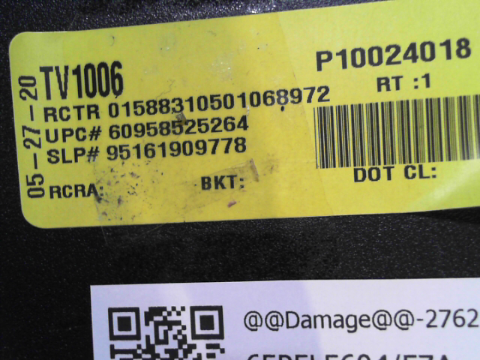 05-27-20
TV1006
P10024018
RT :1
RCTR 01588310501068972
UPC# 60958525264
SLP# 95161909778
RCRA:
BKT:
DOT CL:
@@Damage@@-2762